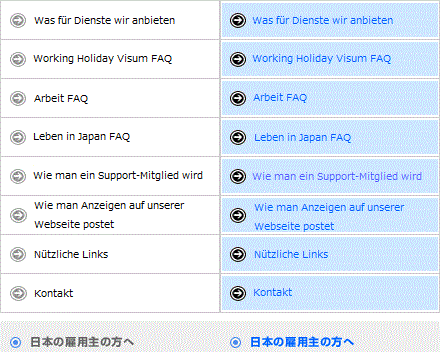 Was für Dienste wir anbieten
Was für Dienste wir anbieten
Working Holiday Visum FAQ
Working Holiday Visum FAQ
Arbeit FAQ
Arbeit FAQ
Leben in Japan FAQ
Leben in Japan FAQ
Wie man ein Support-Mitglied wird
Wie man ein Support-Mitglied wird
Wie man Anzeigen auf unserer
Webseite postet
Wie man Anzeigen auf unserer
Webseite postet
Nützliche Links
Nützliche Links
Kontakt
Kontakt
日本の雇用主の方へ
日本の雇用主の方へ